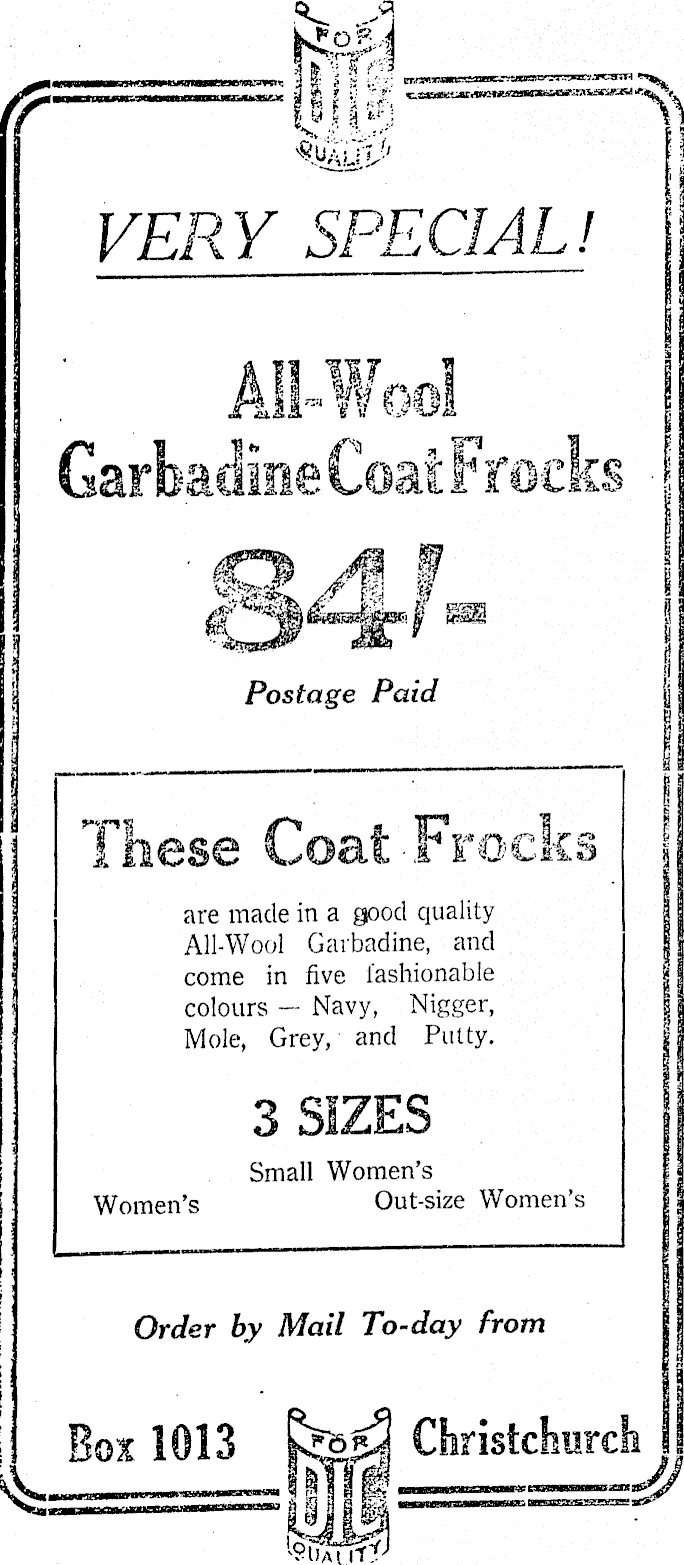 FOR
DIC
QUALITY
VERY SPECIAL!
All-Wool
Garbadine Coat Frocks
84/-
Postage Paid
These Coat Frocks
are made in a good quality
All-Wool Garbadine, and
come in five fashionable
colours — Navy, Nigger,
Mole, Grey, and Putty.
3 SIZES
Small Women's
Women's Out-size Women's
Order by Mail To-day from
Box 1013 FOR Christchurch
DIC
QUALITY